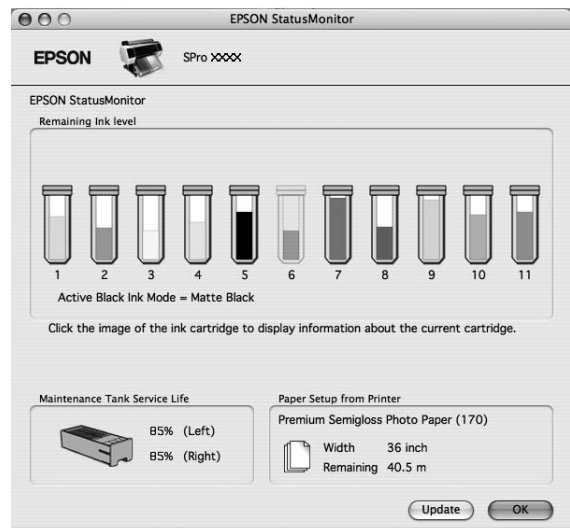 EPSON StatusMonitor
EPSON SPro XXXX
EPSON StatusMonitor
Remaining Ink level
1 2 3 4 5 6 7 8 9 10 11
Active Black Ink Mode = Matte Black
Click the image of the ink cartridge to display information about the current cartridge.
Maintenance Tank Service Life
85% (Left)
85% (Right)
Paper Setup from Printer
Premium Semigloss Photo Paper (170)
Width 36 inch
Remaining 40.5 m
Update OK